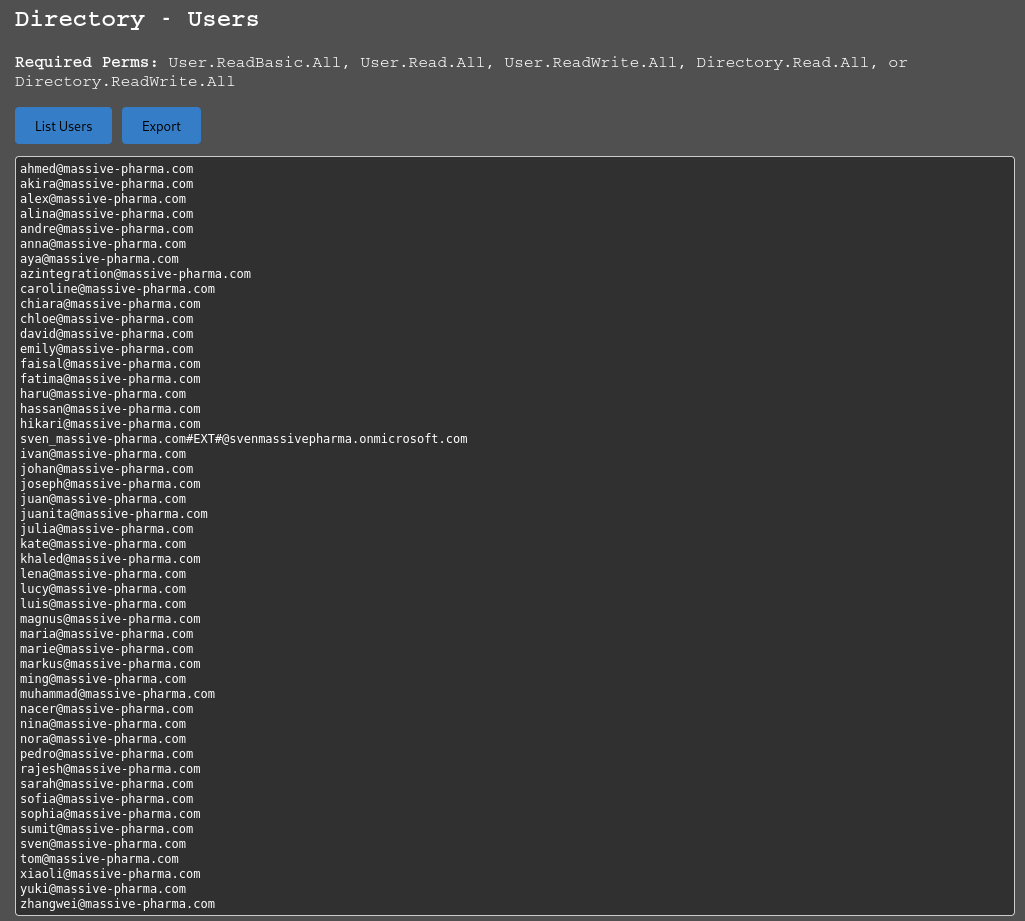 Directory - Users
Required Perms: User.ReadBasic.All, User.Read.All, User.ReadWrite.All, Directory.Read.All, or
Directory.ReadWrite.All
List Users Export
ahmed@massive-pharma.com
akira@massive-pharma.com
alex@massive-pharma.com
alina@massive-pharma.com
andre@massive-pharma.com
anna@massive-pharma.com
aya@massive-pharma.com
azintegration@massive-pharma.com
caroline@massive-pharma.com
chiara@massive-pharma.com
chloe@massive-pharma.com
david@massive-pharma.com
emily@massive-pharma.com
faisal@massive-pharma.com
fatima@massive-pharma.com
haru@massive-pharma.com
hassan@massive-pharma.com
hikari@massive-pharma.com
sven_massive-pharma.com#EXT#@svenmassivepharma.onmicrosoft.com
ivan@massive-pharma.com
johan@massive-pharma.com
joseph@massive-pharma.com
juan@massive-pharma.com
juanita@massive-pharma.com
julia@massive-pharma.com
kate@massive-pharma.com
khaled@massive-pharma.com
lena@massive-pharma.com
lucy@massive-pharma.com
luis@massive-pharma.com
magnus@massive-pharma.com
maria@massive-pharma.com
marie@massive-pharma.com
markus@massive-pharma.com
ming@massive-pharma.com
muhammad@massive-pharma.com
nacer@massive-pharma.com
nina@massive-pharma.com
nora@massive-pharma.com
pedro@massive-pharma.com
rajesh@massive-pharma.com
sarah@massive-pharma.com
sofia@massive-pharma.com
sophia@massive-pharma.com
sumit@massive-pharma.com
sven@massive-pharma.com
tom@massive-pharma.com
xiaoli@massive-pharma.com
yuki@massive-pharma.com
zhangwei@massive-pharma.com